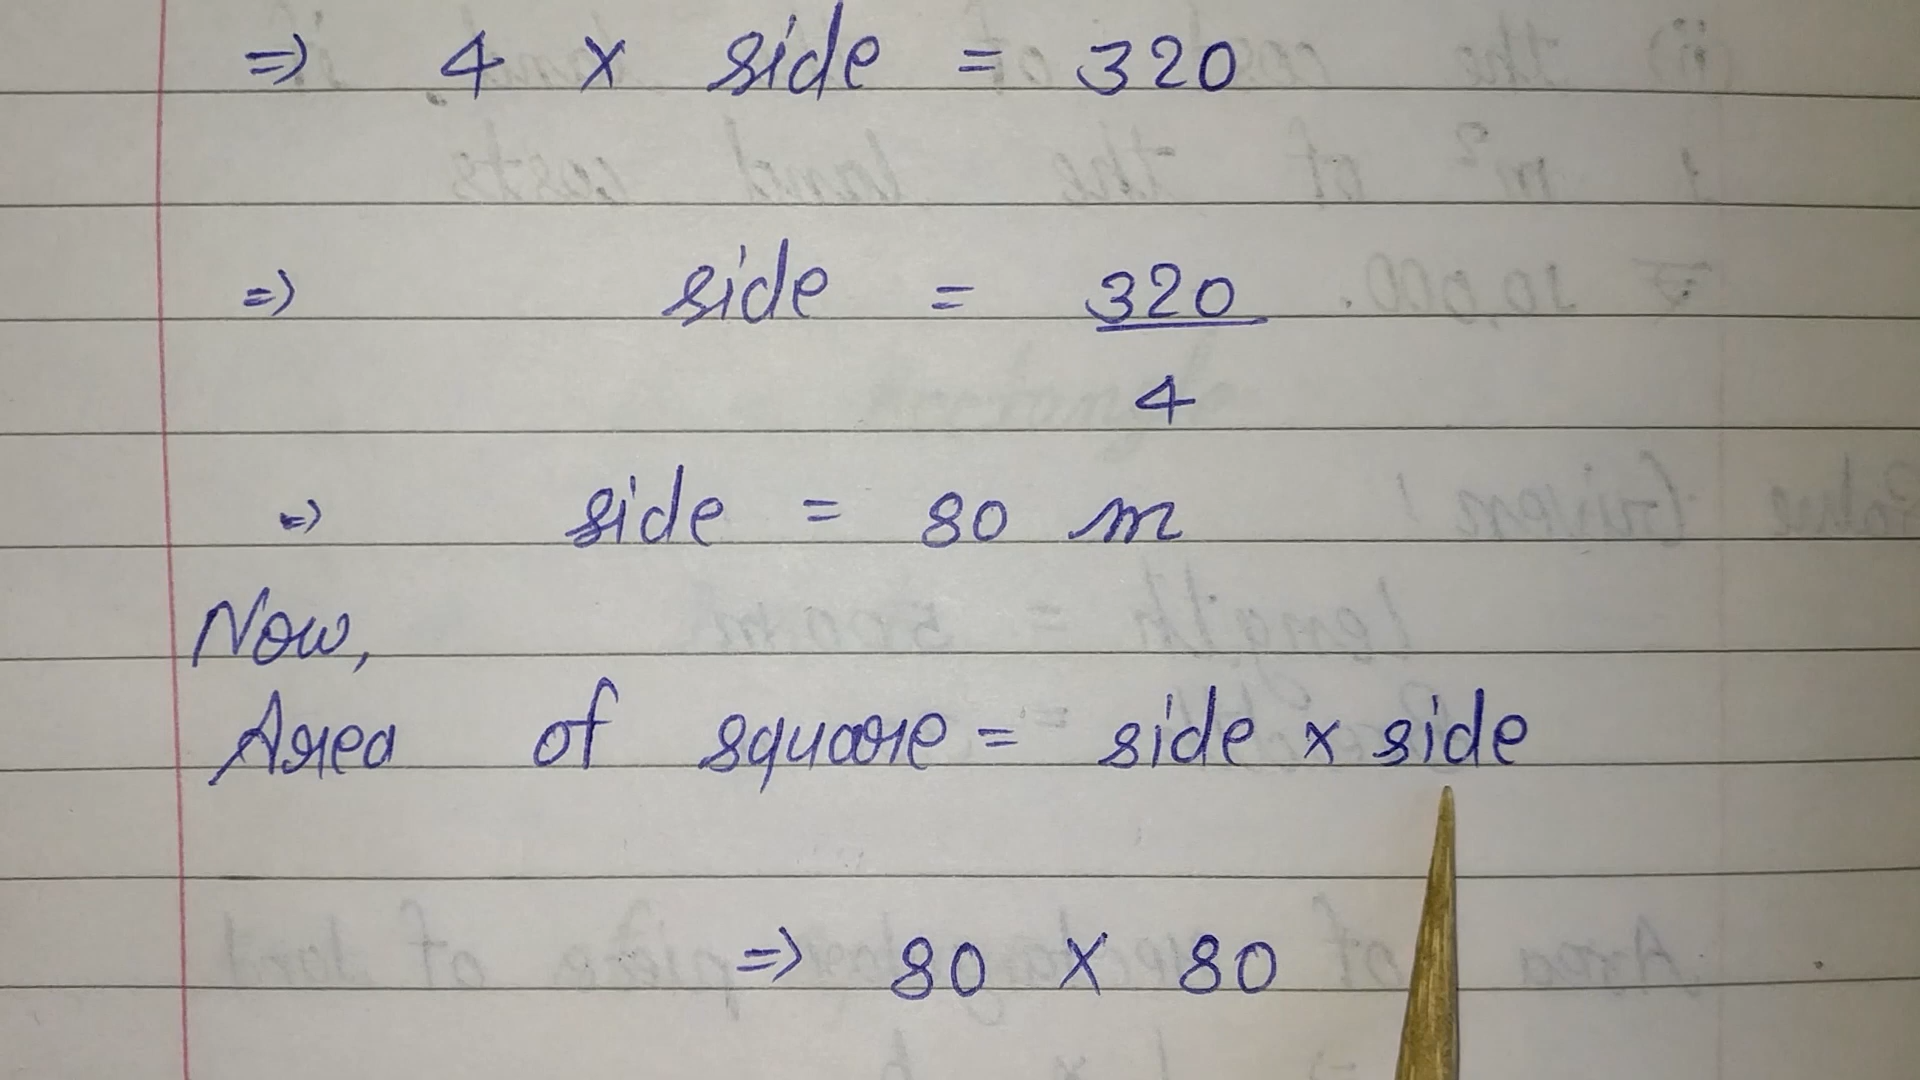 ⇒ 4 × side = 320
⇒ side = 320
4
⇒ side = 80 m
Now,
Area of square = side × side
⇒ 80 × 80